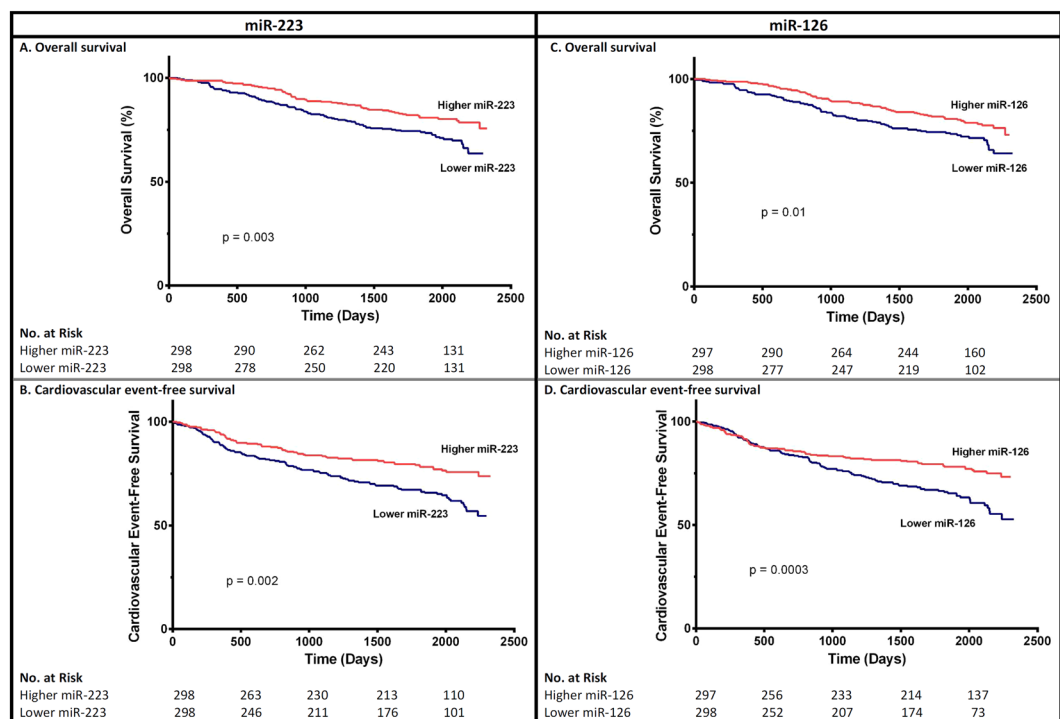 miR-223
miR-126
A. Overall survival
Overall Survival (%)
100
50
0
Higher miR-223
Lower miR-223
p = 0.003
0 500 1000 1500 2000 2500
Time (Days)
No. at Risk
Higher miR-223 298 290 262 243 131
Lower miR-223 298 278 250 220 131
C. Overall survival
Overall Survival (%)
100
50
0
Higher miR-126
Lower miR-126
p = 0.01
0 500 1000 1500 2000 2500
Time (Days)
No. at Risk
Higher miR-126 297 290 264 244 160
Lower miR-126 298 277 247 219 102
B. Cardiovascular event-free survival
Cardiovascular Event-Free Survival
100
50
0
Higher miR-223
Lower miR-223
p = 0.002
0 500 1000 1500 2000 2500
Time (Days)
No. at Risk
Higher miR-223 298 263 230 213 110
Lower miR-223 298 246 211 176 101
D. Cardiovascular event-free survival
Cardiovascular Event-Free Survival
100
50
0
Higher miR-126
Lower miR-126
p = 0.0003
0 500 1000 1500 2000 2500
Time (Days)
No. at Risk
Higher miR-126 297 256 233 214 137
Lower miR-126 298 252 207 174 73